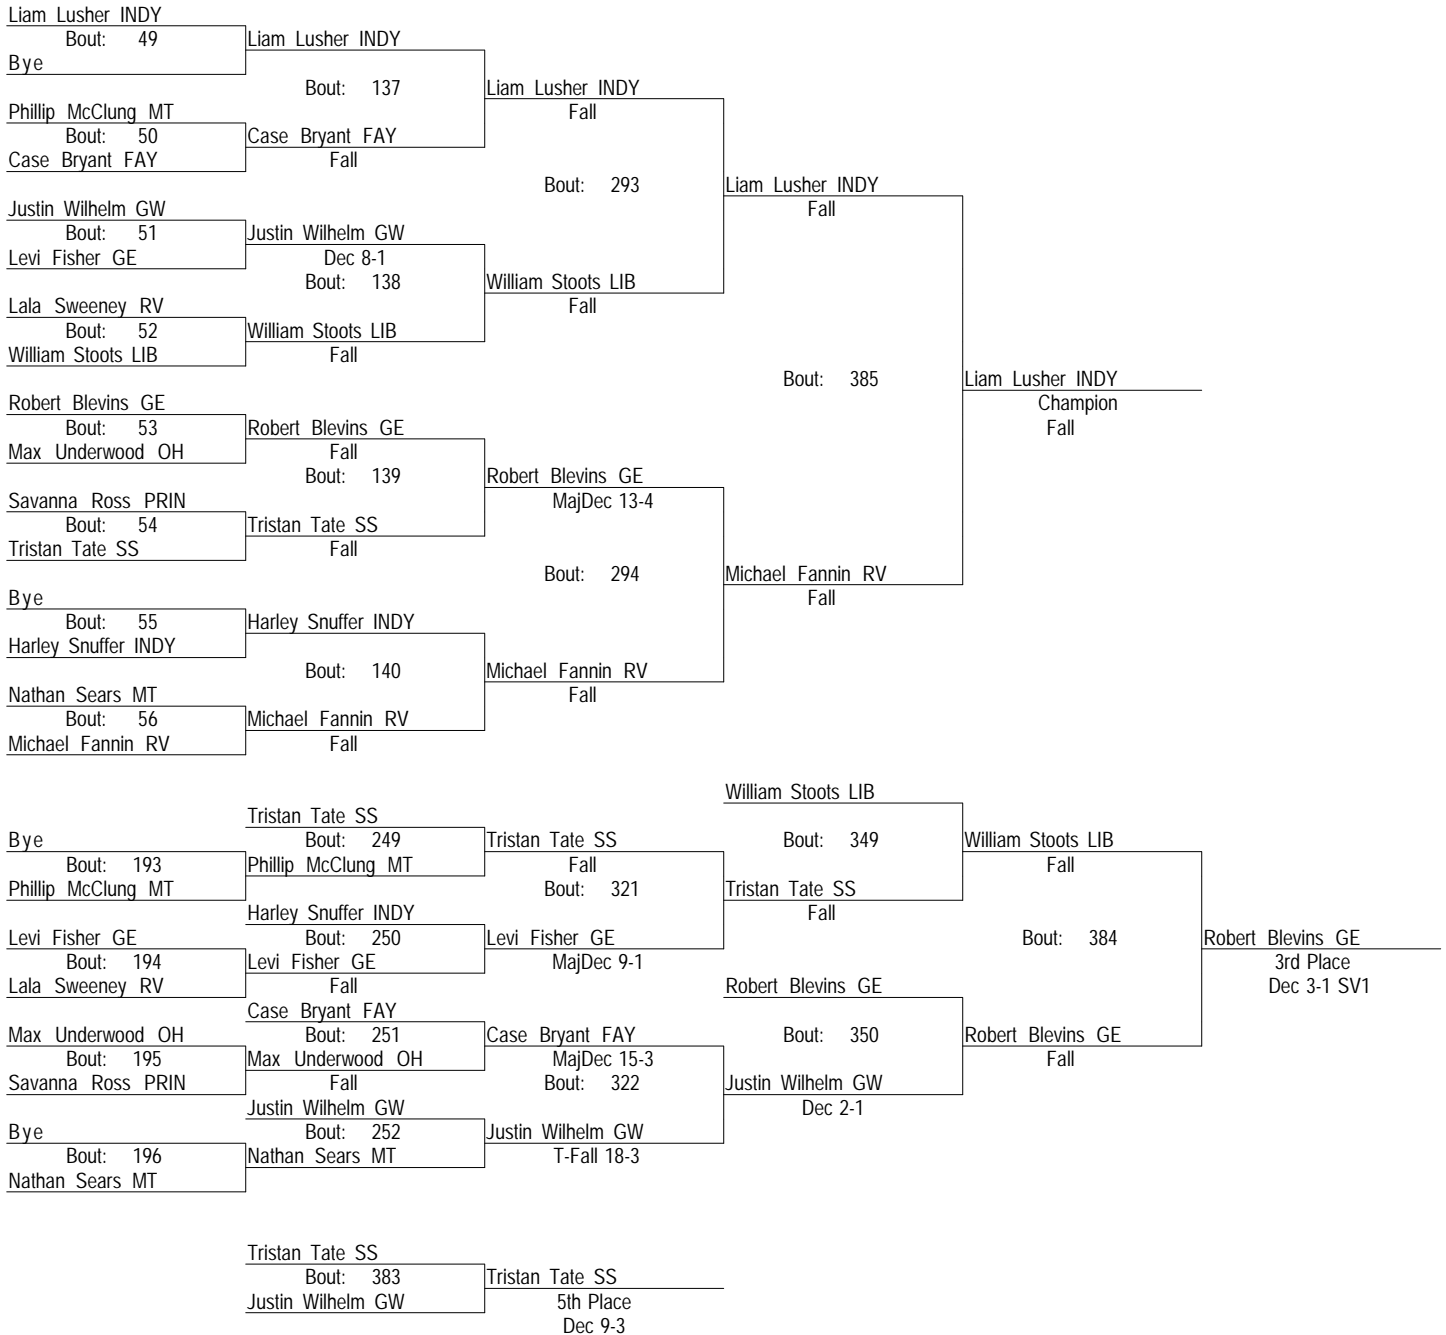 Liam Lusher INDY
Bout: 49
Bye
Liam Lusher INDY
Bout: 137
Phillip McClung MT
Bout: 50
Case Bryant FAY
Case Bryant FAY
Fall
Liam Lusher INDY
Fall
Bout: 293
Justin Wilhelm GW
Bout: 51
Levi Fisher GE
Justin Wilhelm GW
Dec 8-1
Bout: 138
Lala Sweeney RV
Bout: 52
William Stoots LIB
William Stoots LIB
Fall
William Stoots LIB
Fall
Liam Lusher INDY
Fall
Bout: 385
Robert Blevins GE
Bout: 53
Max Underwood OH
Robert Blevins GE
Fall
Bout: 139
Savanna Ross PRIN
Bout: 54
Tristan Tate SS
Tristan Tate SS
Fall
Robert Blevins GE
MajDec 13-4
Bout: 294
Bye
Bout: 55
Harley Snuffer INDY
Harley Snuffer INDY
Bout: 140
Nathan Sears MT
Bout: 56
Michael Fannin RV
Michael Fannin RV
Fall
Michael Fannin RV
Fall
Michael Fannin RV
Fall
Liam Lusher INDY
Champion
Fall
Bye
Bout: 193
Phillip McClung MT
Tristan Tate SS
Bout: 249
Phillip McClung MT
Tristan Tate SS
Fall
Bout: 321
Levi Fisher GE
Bout: 194
Lala Sweeney RV
Harley Snuffer INDY
Bout: 250
Levi Fisher GE
Fall
Levi Fisher GE
MajDec 9-1
William Stoots LIB
Bout: 349
Tristan Tate SS
Fall
William Stoots LIB
Fall
Bout: 384
Max Underwood OH
Bout: 195
Savanna Ross PRIN
Case Bryant FAY
Bout: 251
Max Underwood OH
Fall
Case Bryant FAY
MajDec 15-3
Bout: 322
Bye
Bout: 196
Nathan Sears MT
Justin Wilhelm GW
Bout: 252
Nathan Sears MT
Justin Wilhelm GW
T-Fall 18-3
Robert Blevins GE
Bout: 350
Justin Wilhelm GW
Dec 2-1
Robert Blevins GE
Fall
Robert Blevins GE
3rd Place
Dec 3-1 SV1
Tristan Tate SS
Bout: 383
Justin Wilhelm GW
Tristan Tate SS
5th Place
Dec 9-3